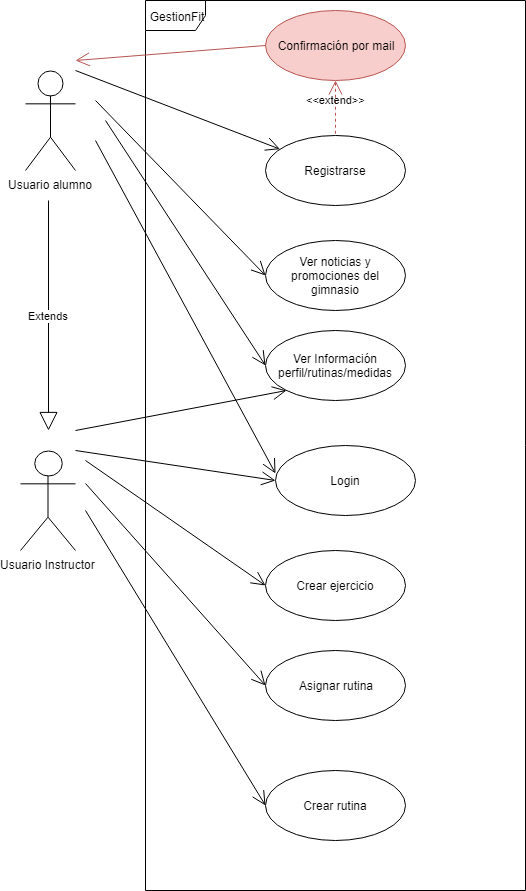 GestionFit
Confirmación por mail
<<extend>>
Registrarse
Usuario alumno
Ver noticias y
promociones del
gimnasio
Extends
Ver Información
perfil/rutinas/medidas
Login
Usuario Instructor
Crear ejercicio
Asignar rutina
Crear rutina